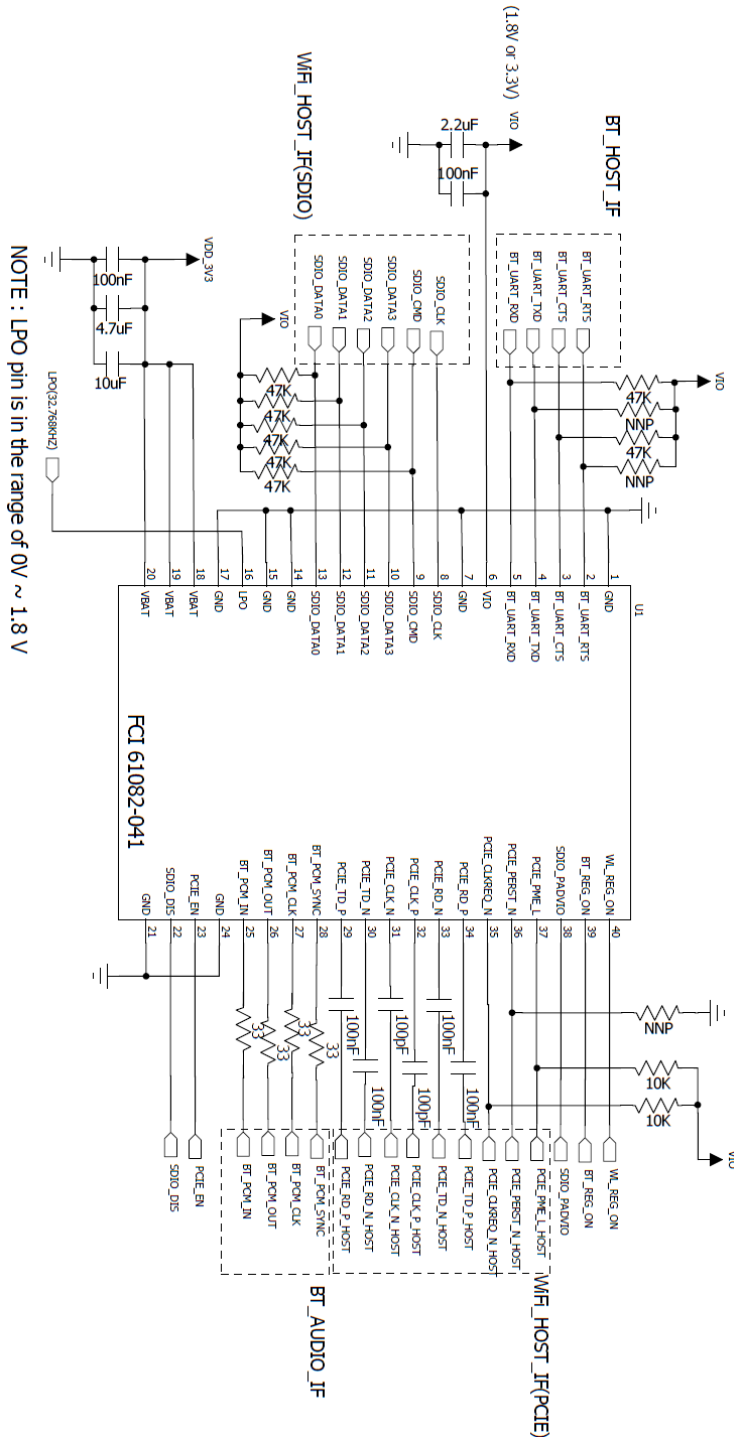 BT_HOST_IF
VIO
47K
NNP
47K
NNP
BT_UART_RTS
BT_UART_CTS
BT_UART_TXD
BT_UART_RXD
(1.8V or 3.3V)
VIO
2.2uF
100nF
WiFi_HOST_IF(SDIO)
SDIO_CLK
SDIO_CMD
SDIO_DATA3
SDIO_DATA2
SDIO_DATA1
SDIO_DATA0
VIO
47K
47K
47K
47K
47K
VDD_3V3
100nF
4.7uF
10uF
LPO(32.768KHZ)
NOTE : LPO pin is in the range of 0V ~ 1.8 V
U1
1 GND
2 BT_UART_RTS
3 BT_UART_CTS
4 BT_UART_TXD
5 BT_UART_RXD
6 VIO
7 GND
8 SDIO_CLK
9 SDIO_CMD
10 SDIO_DATA3
11 SDIO_DATA2
12 SDIO_DATA1
13 SDIO_DATA0
14 GND
15 GND
16 LPO
17 GND
18 VBAT
19 VBAT
20 VBAT
FCI 61082-041
WL_REG_ON 40
BT_REG_ON 39
SDIO_PADVIO 38
PCIE_PME_L 37
PCIE_PERST_N 36
PCIE_CLKREQ_N 35
PCIE_RD_P 34
PCIE_RD_N 33
PCIE_CLK_P 32
PCIE_CLK_N 31
PCIE_TD_N 30
PCIE_TD_P 29
BT_PCM_SYNC 28
BT_PCM_CLK 27
BT_PCM_OUT 26
BT_PCM_IN 25
GND 24
PCIE_EN 23
SDIO_DIS 22
GND 21
NNP
10K
10K
VIO
100nF
100nF
100pF
100pF
100nF
100nF
33
33
33
33
WL_REG_ON
BT_REG_ON
SDIO_PADVIO
PCIE_PME_L_HOST
PCIE_PERST_N_HOST
PCIE_CLKREQ_N_HOST
PCIE_TD_P_HOST
PCIE_TD_N_HOST
PCIE_CLK_P_HOST
PCIE_CLK_N_HOST
PCIE_RD_N_HOST
PCIE_RD_P_HOST
WiFi_HOST_IF(PCIE)
BT_PCM_SYNC
BT_PCM_CLK
BT_PCM_OUT
BT_PCM_IN
BT_AUDIO_IF
PCIE_EN
SDIO_DIS